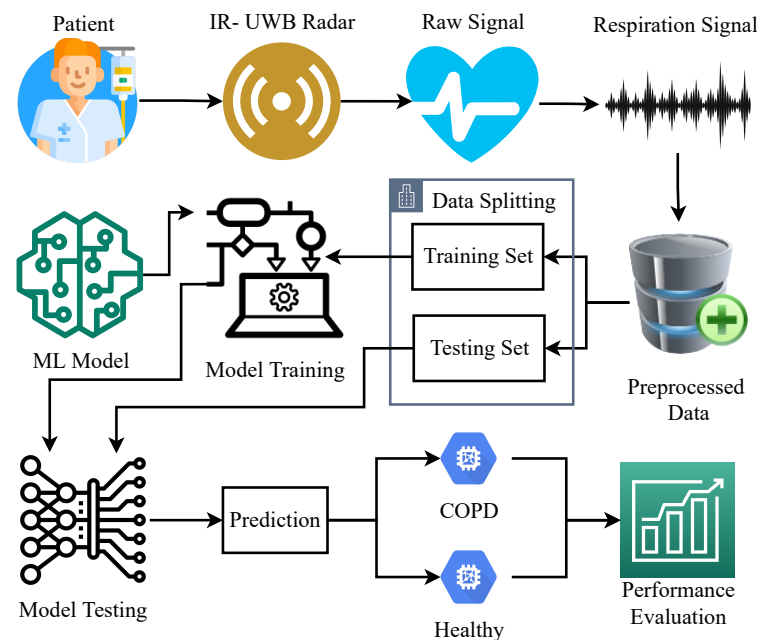 Patient
IR- UWB Radar
Raw Signal
Respiration Signal
Data Splitting
Training Set
Testing Set
ML Model
Model Training
Preprocessed
Data
Prediction
COPD
Healthy
Model Testing
Performance
Evaluation